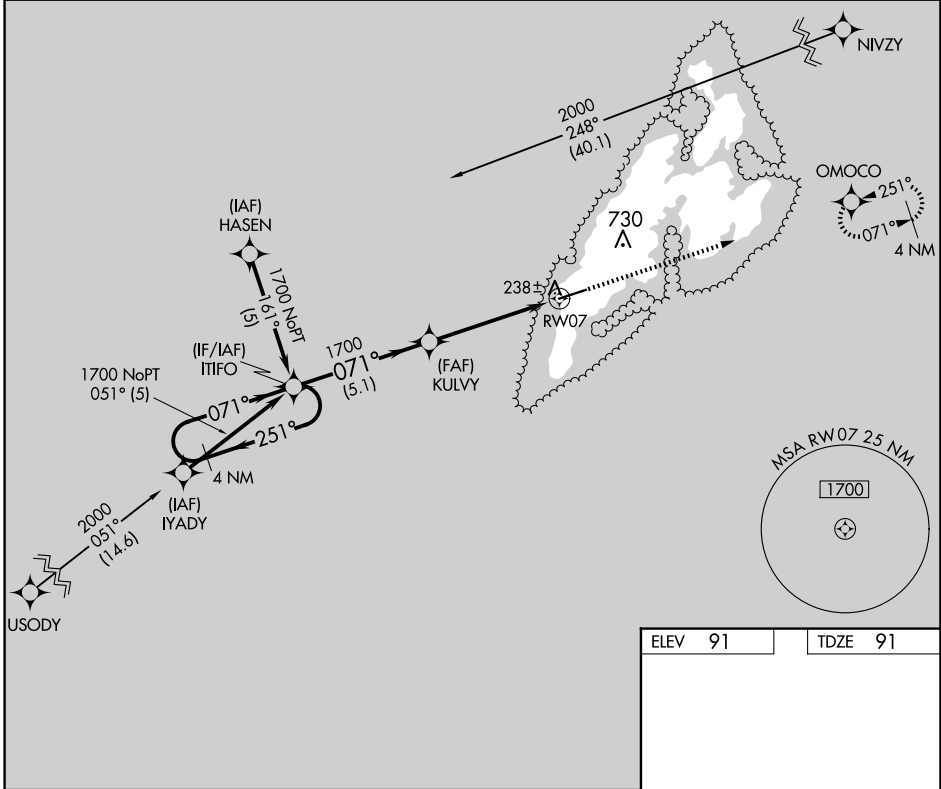 NIVZY
2000
248°
(40.1)
OMOCO
251°
071°
4 NM
(IAF)
HASEN
1700 NoPT
161°
(5)
730
238±
RW07
(IF/IAF)
ITIFO
1700
071°
(5.1)
(FAF)
KULVY
1700 NoPT
051° (5)
071°
251°
4 NM
(IAF)
IYADY
2000
051°
(14.6)
USODY
MSA RW07 25 NM
1700
ELEV 91
TDZE 91